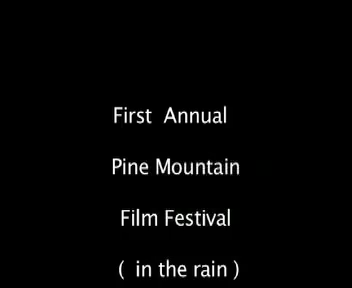 First Annual
Pine Mountain
Film Festival
( in the rain )